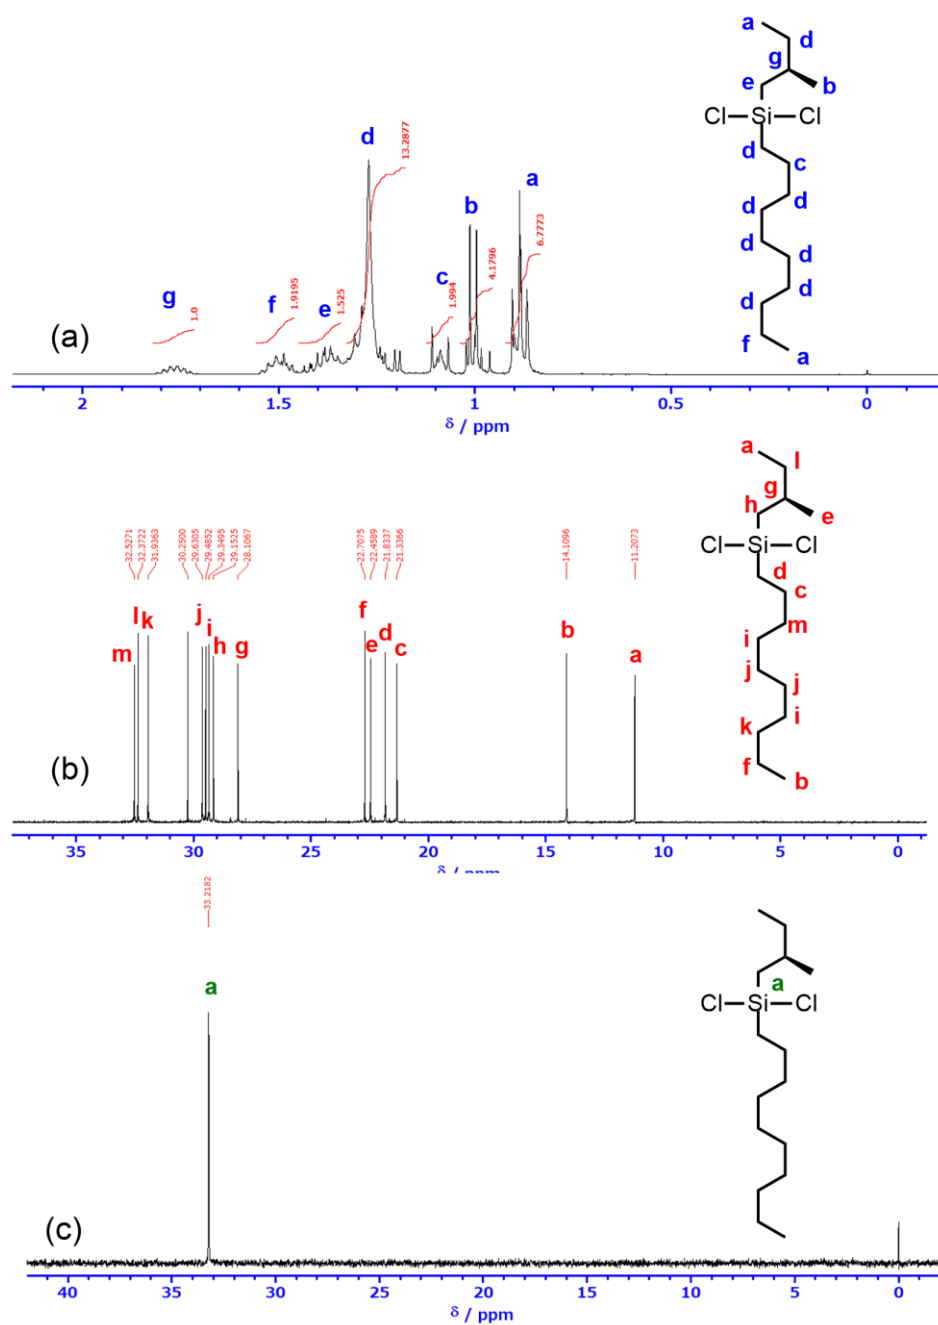 a
d
g
e
b
Cl Si Cl
d
c
d
d
d
d
d
d
f
a
d
a
b
c
g
f
e
1.0
1.9195
1.525
13.2877
1.994
4.1796
6.7773
(a)
2 1.5 1 0.5 0
δ / ppm
a
l
g
h
e
Cl Si Cl
d
c
m
i
j
j
i
k
f
b
32.5271
32.3722
31.9363
30.2500
29.6305
29.4852
29.3495
29.1525
28.1067
22.7075
22.4589
21.8337
21.3366
14.1096
11.2073
m l k j i h g f e d c b a
(b)
35 30 25 20 15 10 5 0
δ / ppm
33.2182
a
a
Cl Si Cl
(c)
40 35 30 25 20 15 10 5 0
δ / ppm